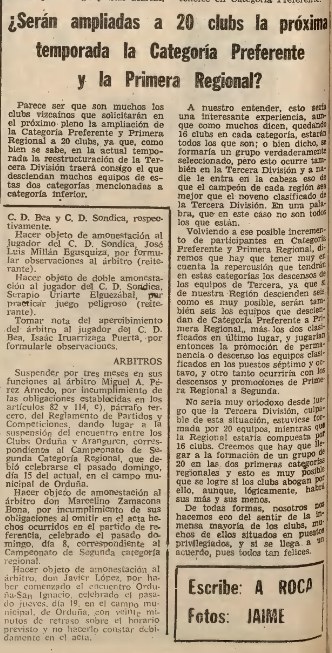 ¿Serán ampliadas a 20 clubs la próxima
temporada la Categoría Preferente
y la Primera Regional?
Parece ser que son muchos los
clubs vizcaínos que solicitarán en
el próximo pleno la ampliación de
la Categoría Preferente y Primera
Regional a 20 clubs, ya que, como
bien se sabe, en la actual tempo-
rada la reestructuración de la Ter-
cera División traerá consigo el que
desciendan muchos equipos de es-
tas dos categorías mencionadas a
categoría inferior.
C. D. Bea y C. D. Sondica, respec-
tivamente.
Hacer objeto de amonestación al
jugador del C. D. Sondica, José
Luis Millán Egusquiza, por formu-
lar observaciones al árbitro (reite-
rante).
Hacer objeto de doble amonesta-
ción al jugador del C. D. Sondica,
Serapio Uriarte Elguezabal, por
practicar juego peligroso (reite-
rante).
Tomar nota del apercibimiento
del árbitro al jugador del C. D.
Bea, Isaac Iruarrizaga Puerta, por
formularle observaciones.
ARBITROS
Suspender por tres meses en sus
funciones al árbitro Miguel A. Pé-
rez Arnedo, por incumplimiento de
las obligaciones establecidas en los
artículos 82 y 114, c), párrafo ter-
cero, del Reglamento de Partidos y
Competiciones, dando lugar a la
suspensión del encuentro entre los
Clubs Orduña y Aranguren, corres-
pondiente al Campeonato de Se-
gunda Categoría Regional, que de-
bió celebrarse el pasado domingo,
día 15 del actual, en el campo mu-
nicipal de Orduña.
Hacer objeto de amonestación al
árbitro don Marcelino Zamacona
Bona, por incumplimiento de sus
obligaciones al omitir en el acta he-
chos ocurridos en el partido de re-
ferencia, celebrado el pasado do-
mingo, día 8, correspondiente al
Campeonato de Segunda categoría
regional.
Hacer objeto de amonestación al
árbitro, don Javier López, por ha-
ber comenzado el encuentro Ordu-
ña-San Ignacio, celebrado el pasa-
do jueves, día 19, en el campo mu-
nicipal, de Orduña, con veinte mi-
nutos de retraso sobre el horario
previsto y no hacerlo constar debi-
damente en el acta.
A nuestro entender, esto sería
una interesante experiencia, aun-
que como muchos dicen, quedando
16 clubs en cada categoría, estarán
todos los que son; o bien dicho, se
formaría un grupo verdaderamente
seleccionado, pero esto ocurre tam-
bién en la Tercera División y a na-
die le entra en la cabeza eso de
que el campeón de cada región sea
mejor que el noveno clasificado de
la Tercera División. En una pala-
bra, que en este caso no son todos
los que están.
Volviendo a ese posible incremen-
to de participantes en Categoría
Preferente y Primera Regional, di-
remos que hay que tener muy en
cuenta la repercusión que tendrán
en estas categorías los descensos de
los equipos de Tercera, ya que si
de nuestra Región descienden seis,
como es muy posible, serán tam-
bién seis los equipos que descien-
dan de Categoría Preferente a Pri-
mera Regional, más los dos clasi-
ficados en último lugar, y jugarían
entonces la promoción de perma-
nencia o descenso los equipos clasi-
ficados en los puestos séptimo y oc-
tavo, y otro tanto ocurriría con los
descensos y promociones de Prime-
ra Regional a Segunda.
No sería muy ortodoxo desde lue-
go que la Tercera División, culpa-
ble de esta situación, estuviese for-
mada por 20 equipos, mientras que
la Regional estaría compuesta por
16 clubs. Creemos que hay que lle-
gar a la formación de un grupo de
20 en las dos primeras categorías
regionales y esto es muy posible
que se logre si los clubs abogan por
ello, aunque, lógicamente, habrá
sus más y sus menos.
De todas formas, nosotros nos
hacemos eco del sentir de la in-
mensa mayoría de los clubs, mu-
chos de ellos situados en puestos
privilegiados, y si se llega a un
acuerdo, pues todos tan felices.
Escribe: A ROCA
Fotos: JAIME